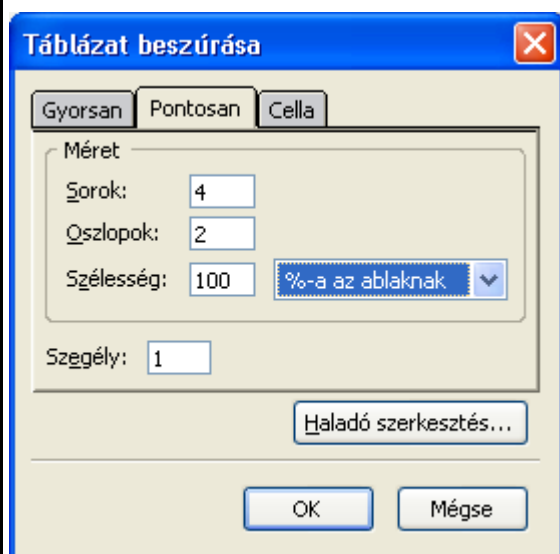 Táblázat beszúrása
Gyorsan Pontosan Cella
Méret
Sorok: 4
Oszlopok: 2
Szélesség: 100 %-a az ablaknak
Szegély: 1
Haladó szerkesztés...
OK Mégse